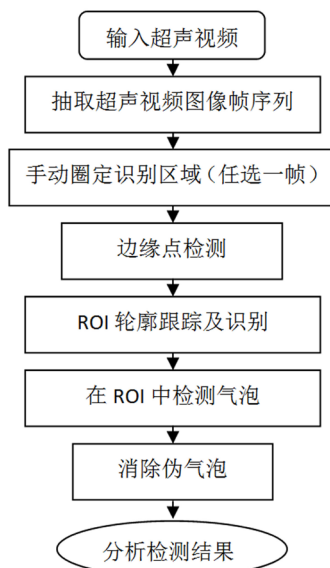 输入超声视频
抽取超声视频图像帧序列
手动圈定识别区域（任选一帧）
边缘点检测
ROI 轮廓跟踪及识别
在 ROI 中检测气泡
消除伪气泡
分析检测结果